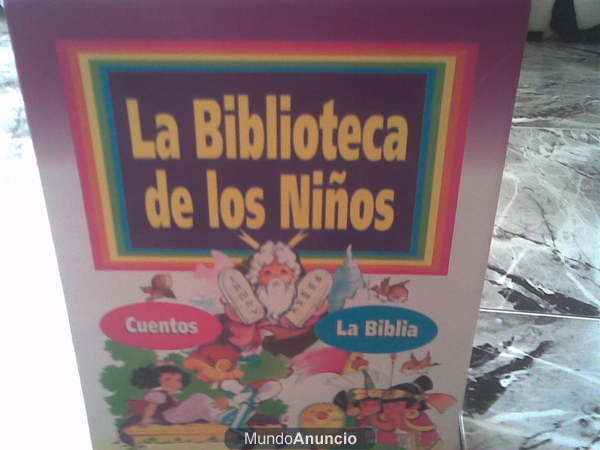 La Biblioteca
de los Niños
Cuentos
La Biblia
MundoAnuncio